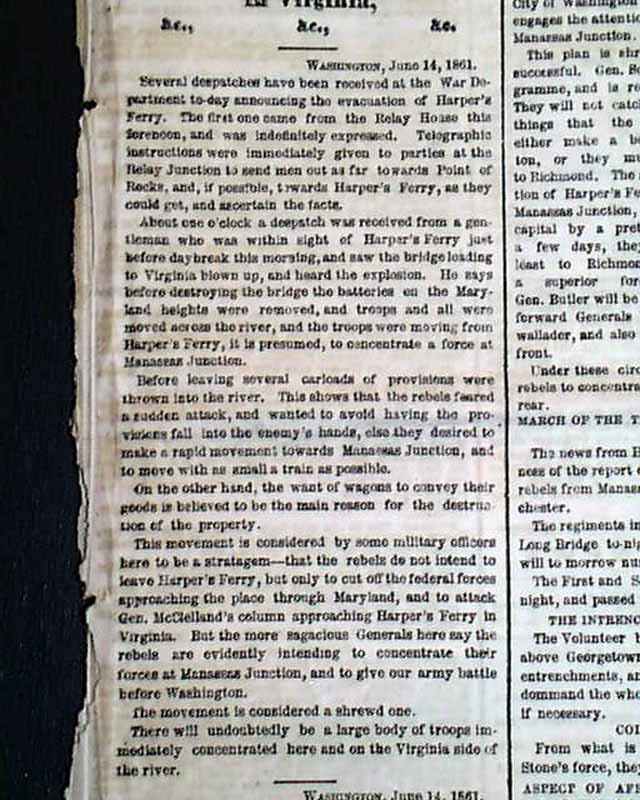 in Virginia,
&c., &c., &c.
WASHINGTON, June 14, 1861.
Several despatches have been received at the War De-
partment to-day announcing the evacuation of Harper's
Ferry. The first one came from the Relay House this
forenoon, and was indefinitely expressed. Telegraphic
instructions were immediately given to parties at the
Relay Junction to send men out as far towards Point of
Rocks, and, if possible, towards Harper's Ferry, as they
could get, and ascertain the facts.
About one o'clock a despatch was received from a gen-
tleman who was within sight of Harper's Ferry just
before daybreak this morning, and saw the bridge leading
to Virginia blown up, and heard the explosion. He says
before destroying the bridge the batteries on the Mary-
land heights were removed, and troops and all were
moved across the river, and the troops were moving from
Harper's Ferry, it is presumed, to concentrate a force at
Manassas Junction.
Before leaving several carloads of provisions were
thrown into the river. This shows that the rebels feared
a sudden attack, and wanted to avoid having the pro-
visions fall into the enemy's hands, else they desired to
make a rapid movement towards Manassas Junction, and
to move with as small a train as possible.
On the other hand, the want of wagons to convey their
goods is believed to be the main reason for the destruc-
tion of the property.
This movement is considered by some military officers
here to be a stratagem—that the rebels do not intend to
leave Harper's Ferry, but only to cut off the federal forces
approaching the place through Maryland, and to attack
Gen. McClelland's column approaching Harper's Ferry in
Virginia. But the more sagacious Generals here say the
rebels are evidently intending to concentrate their
forces at Manassas Junction, and to give our army battle
before Washington.
The movement is considered a shrewd one.
There will undoubtedly be a large body of troops im-
mediately concentrated here and on the Virginia side of
the river.
WASHINGTON, June 14, 1861.
City of Washington
engages the attenti
Manassas Junction.
This plan is shr
successful. Gen. Sc
gramme, and is re
They will not catc
things that the
either make a b
ton, or they mu
to Richmond. The
tion of Harper's Fe
Manassas Junction,
capital by a pret
a few days, they
least to Richmon
a superior for
Gen. Butler will be
forward Generals
wallader, and also
front.
Under these circ
rebels to concentra
rear.
MARCH OF THE T
The news from H
ness of the report
rebels from Manas
chester.
The regiments in
Long Bridge to-nig
will to morrow nu
The First and S
night, and passed
THE INTRENC
The Volunteer
above Georgetown
entrenchments, an
dommand the wha
if necessary.
COL
From what is
Stone's force, they
ASPECT OF AF